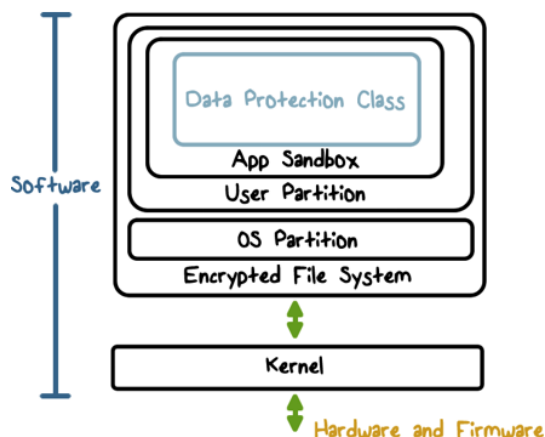 Data Protection Class
App Sandbox
Software
User Partition
OS Partition
Encrypted File System
Kernel
Hardware and Firmware